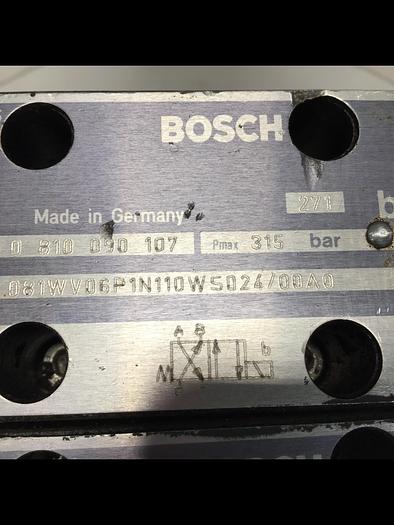 BOSCH
271
Made in Germany
0 810 090 107 Pmax 315 bar
081WV06P1N110WS024/00A0
A B
b